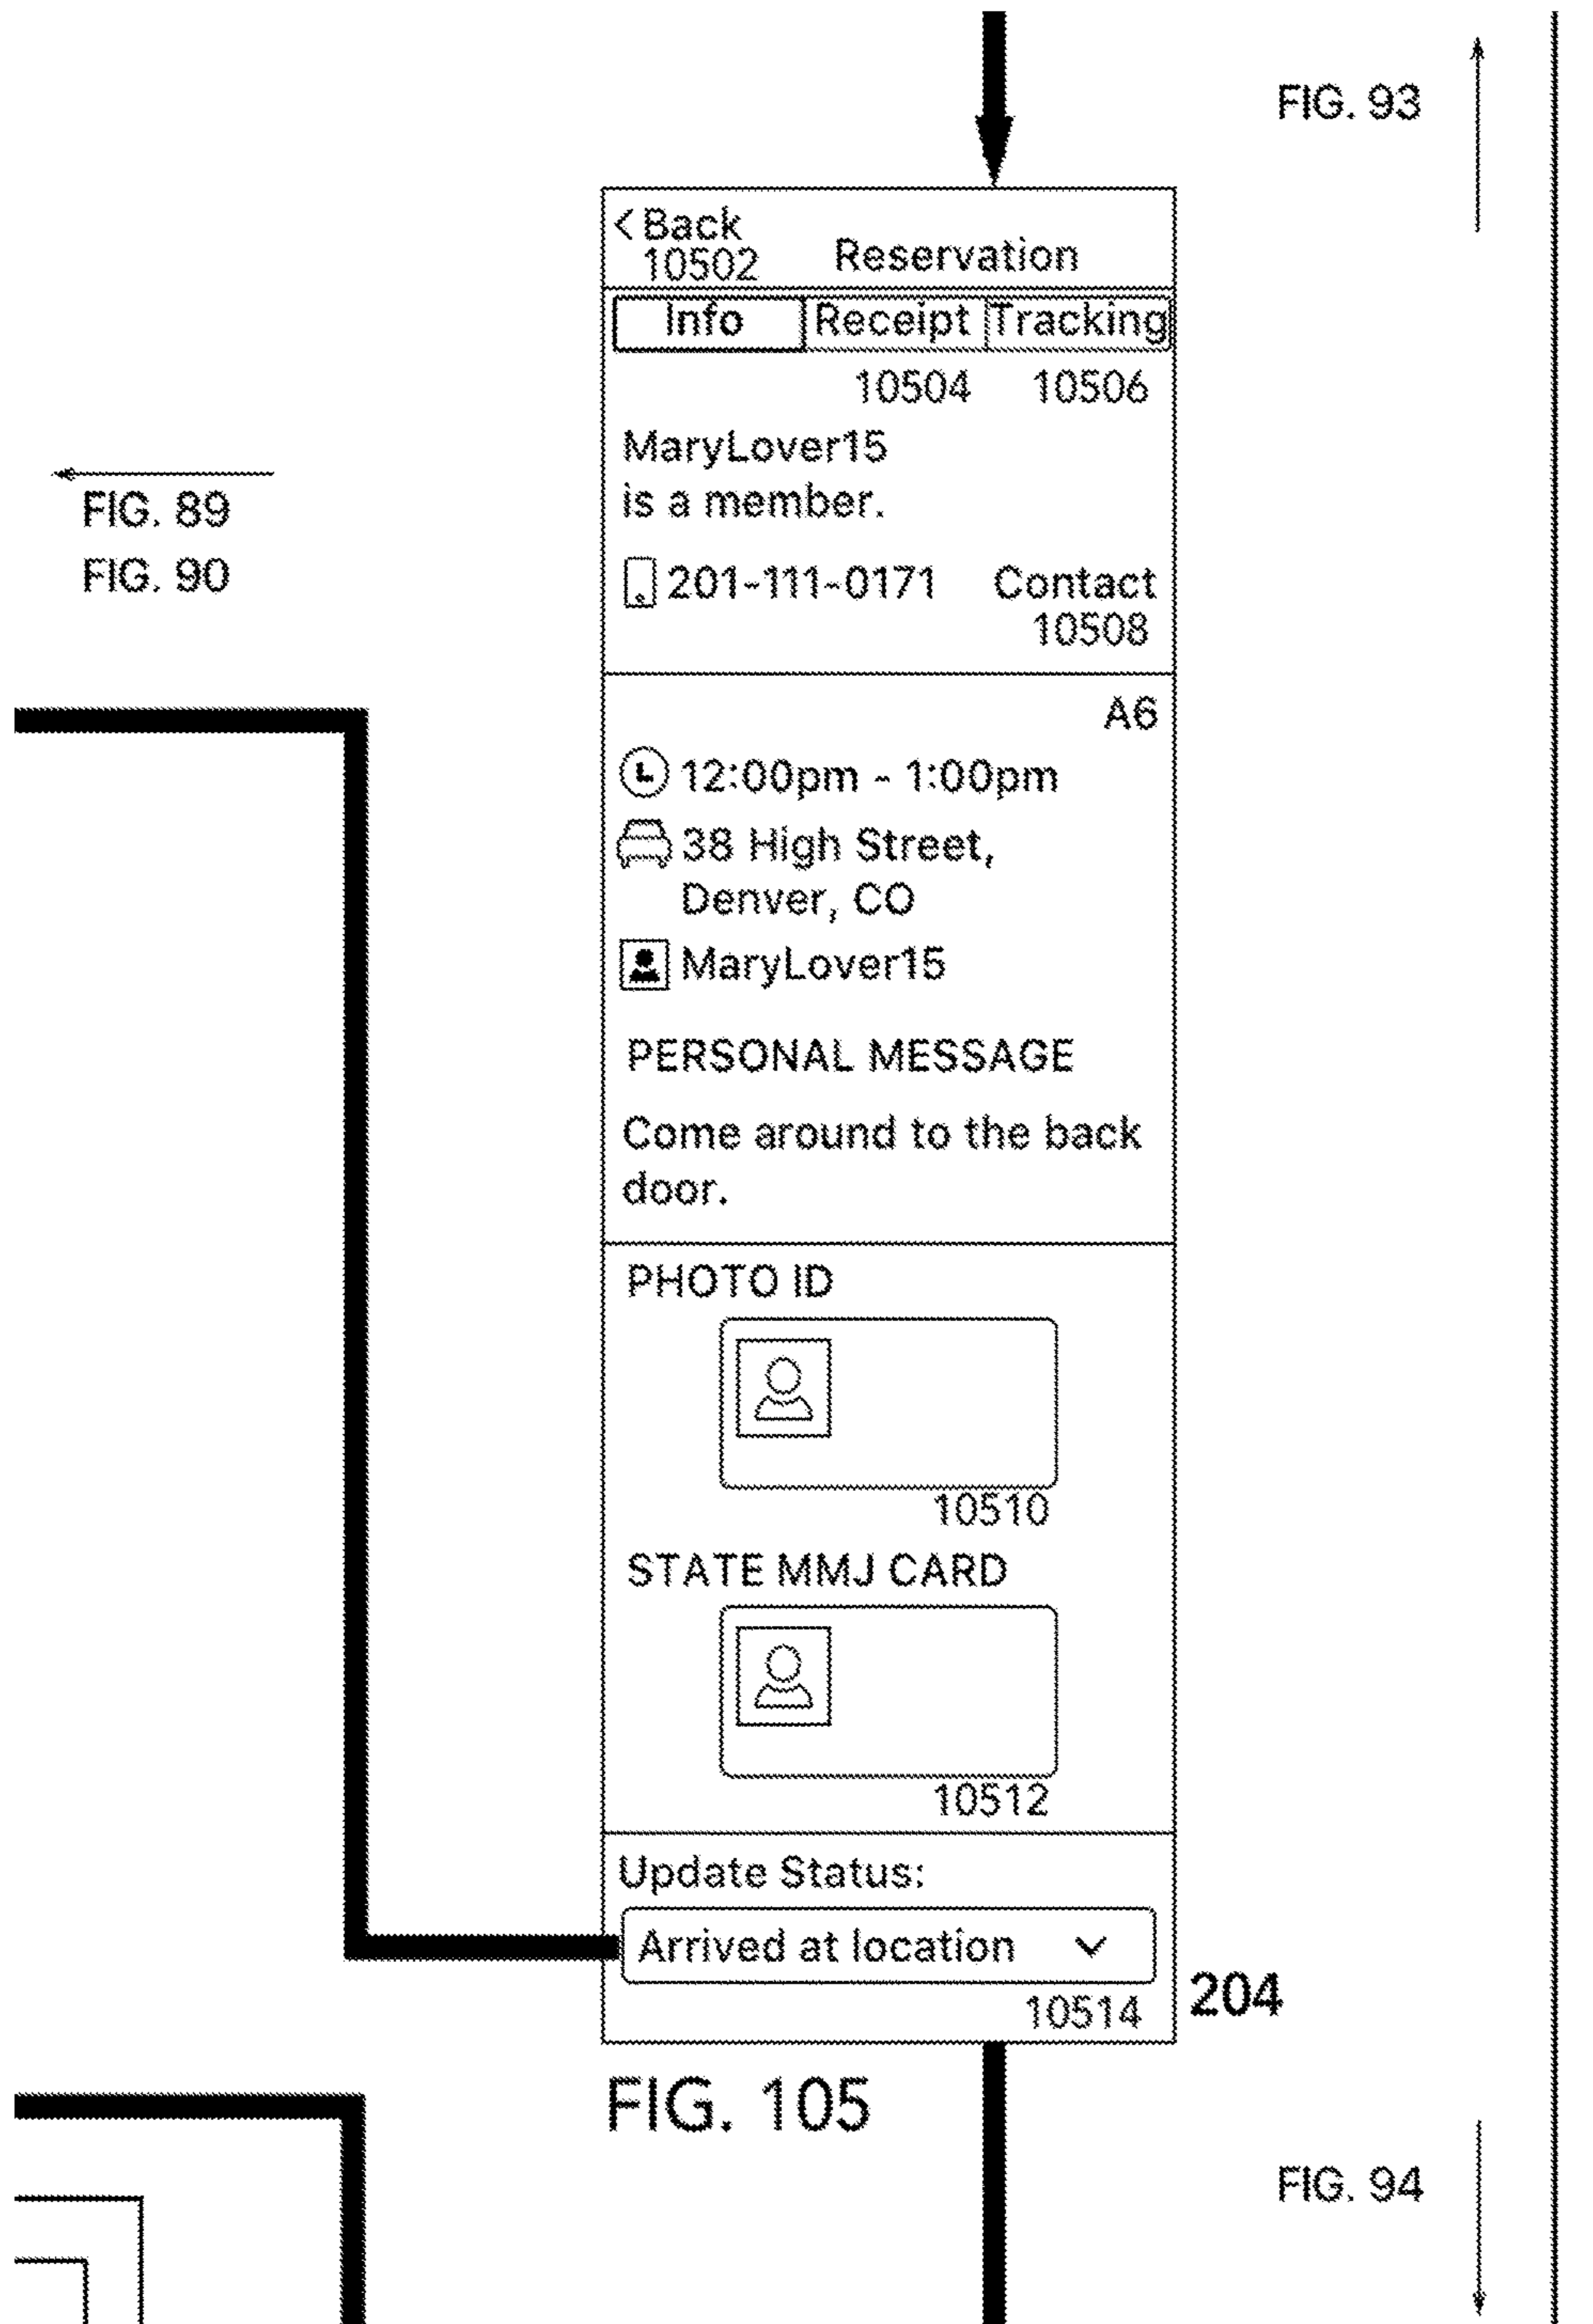 FIG. 93
< Back
10502
Reservation
Info Receipt Tracking
10504 10506
MaryLover15
is a member.
FIG. 89
FIG. 90
201-111-0171 Contact
10508
A6
12:00pm - 1:00pm
38 High Street,
Denver, CO
MaryLover15
PERSONAL MESSAGE
Come around to the back
door.
PHOTO ID
10510
STATE MMJ CARD
10512
Update Status:
Arrived at location
10514
204
FIG. 105
FIG. 94